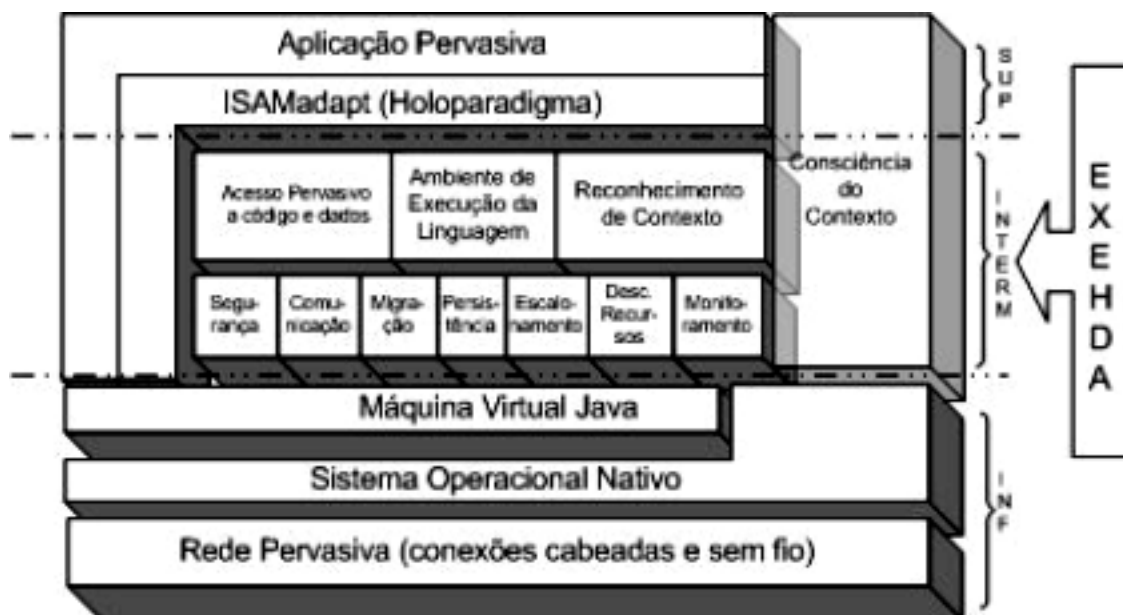 Aplicação Pervasiva
ISAMadapt (Holoparadigma)
SUP
Acesso Pervasivo
a código e dados
Ambiente de
Execução da
Linguagem
Reconhecimento
de Contexto
Consciência
do
Contexto
INTERM
EXEHDA
Segu-
rança
Comu-
nicação
Migra-
ção
Persis-
tência
Escalo-
namento
Desc.
Recur-
sos
Monito-
ramento
Máquina Virtual Java
Sistema Operacional Nativo
INF
Rede Pervasiva (conexões cabeadas e sem fio)